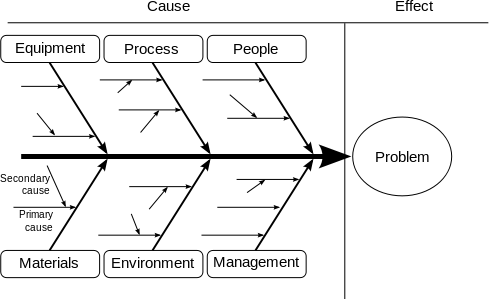 Cause
Effect
Equipment
Process
People
Problem
Secondary
cause
Primary
cause
Materials
Environment
Management